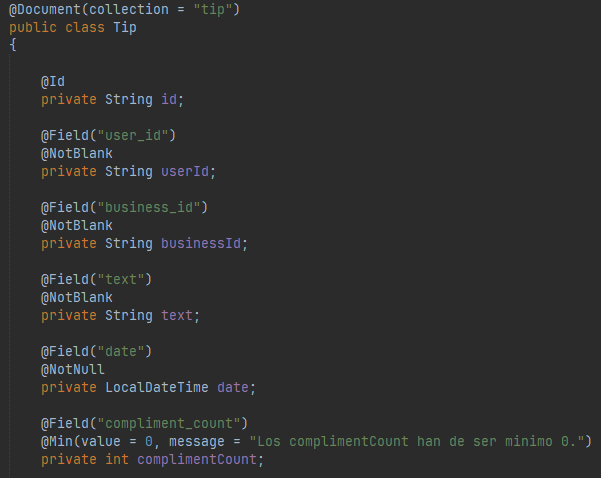 @Document(collection = "tip")
public class Tip
{
@Id
private String id;
@Field("user_id")
@NotBlank
private String userId;
@Field("business_id")
@NotBlank
private String businessId;
@Field("text")
@NotBlank
private String text;
@Field("date")
@NotNull
private LocalDateTime date;
@Field("compliment_count")
@Min(value = 0, message = "Los complimentCount han de ser minimo 0.")
private int complimentCount;